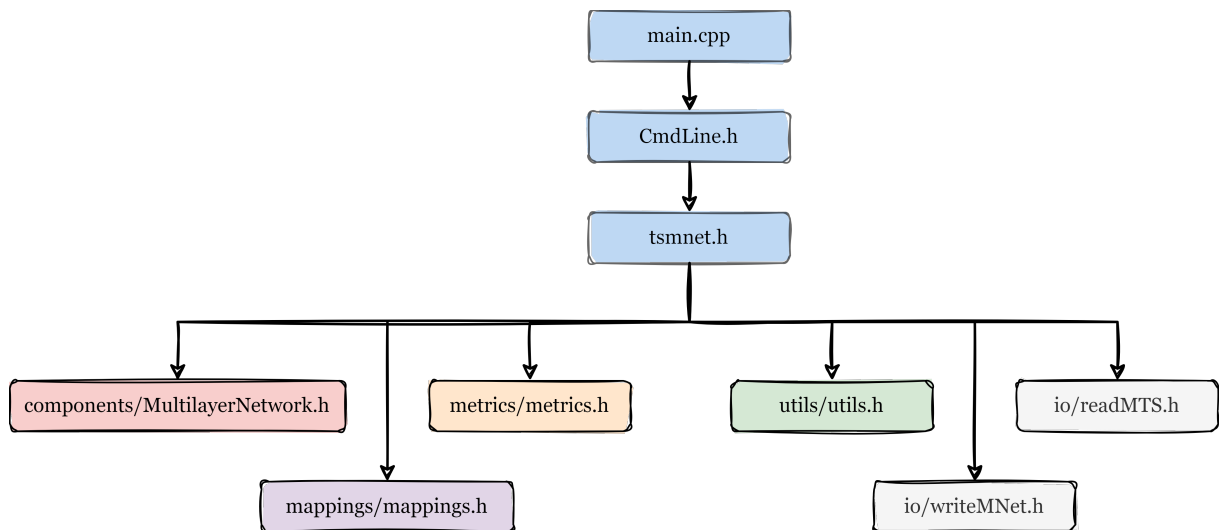 main.cpp
CmdLine.h
tsmnet.h
components/MultilayerNetwork.h
metrics/metrics.h
utils/utils.h
io/readMTS.h
mappings/mappings.h
io/writeMNet.h